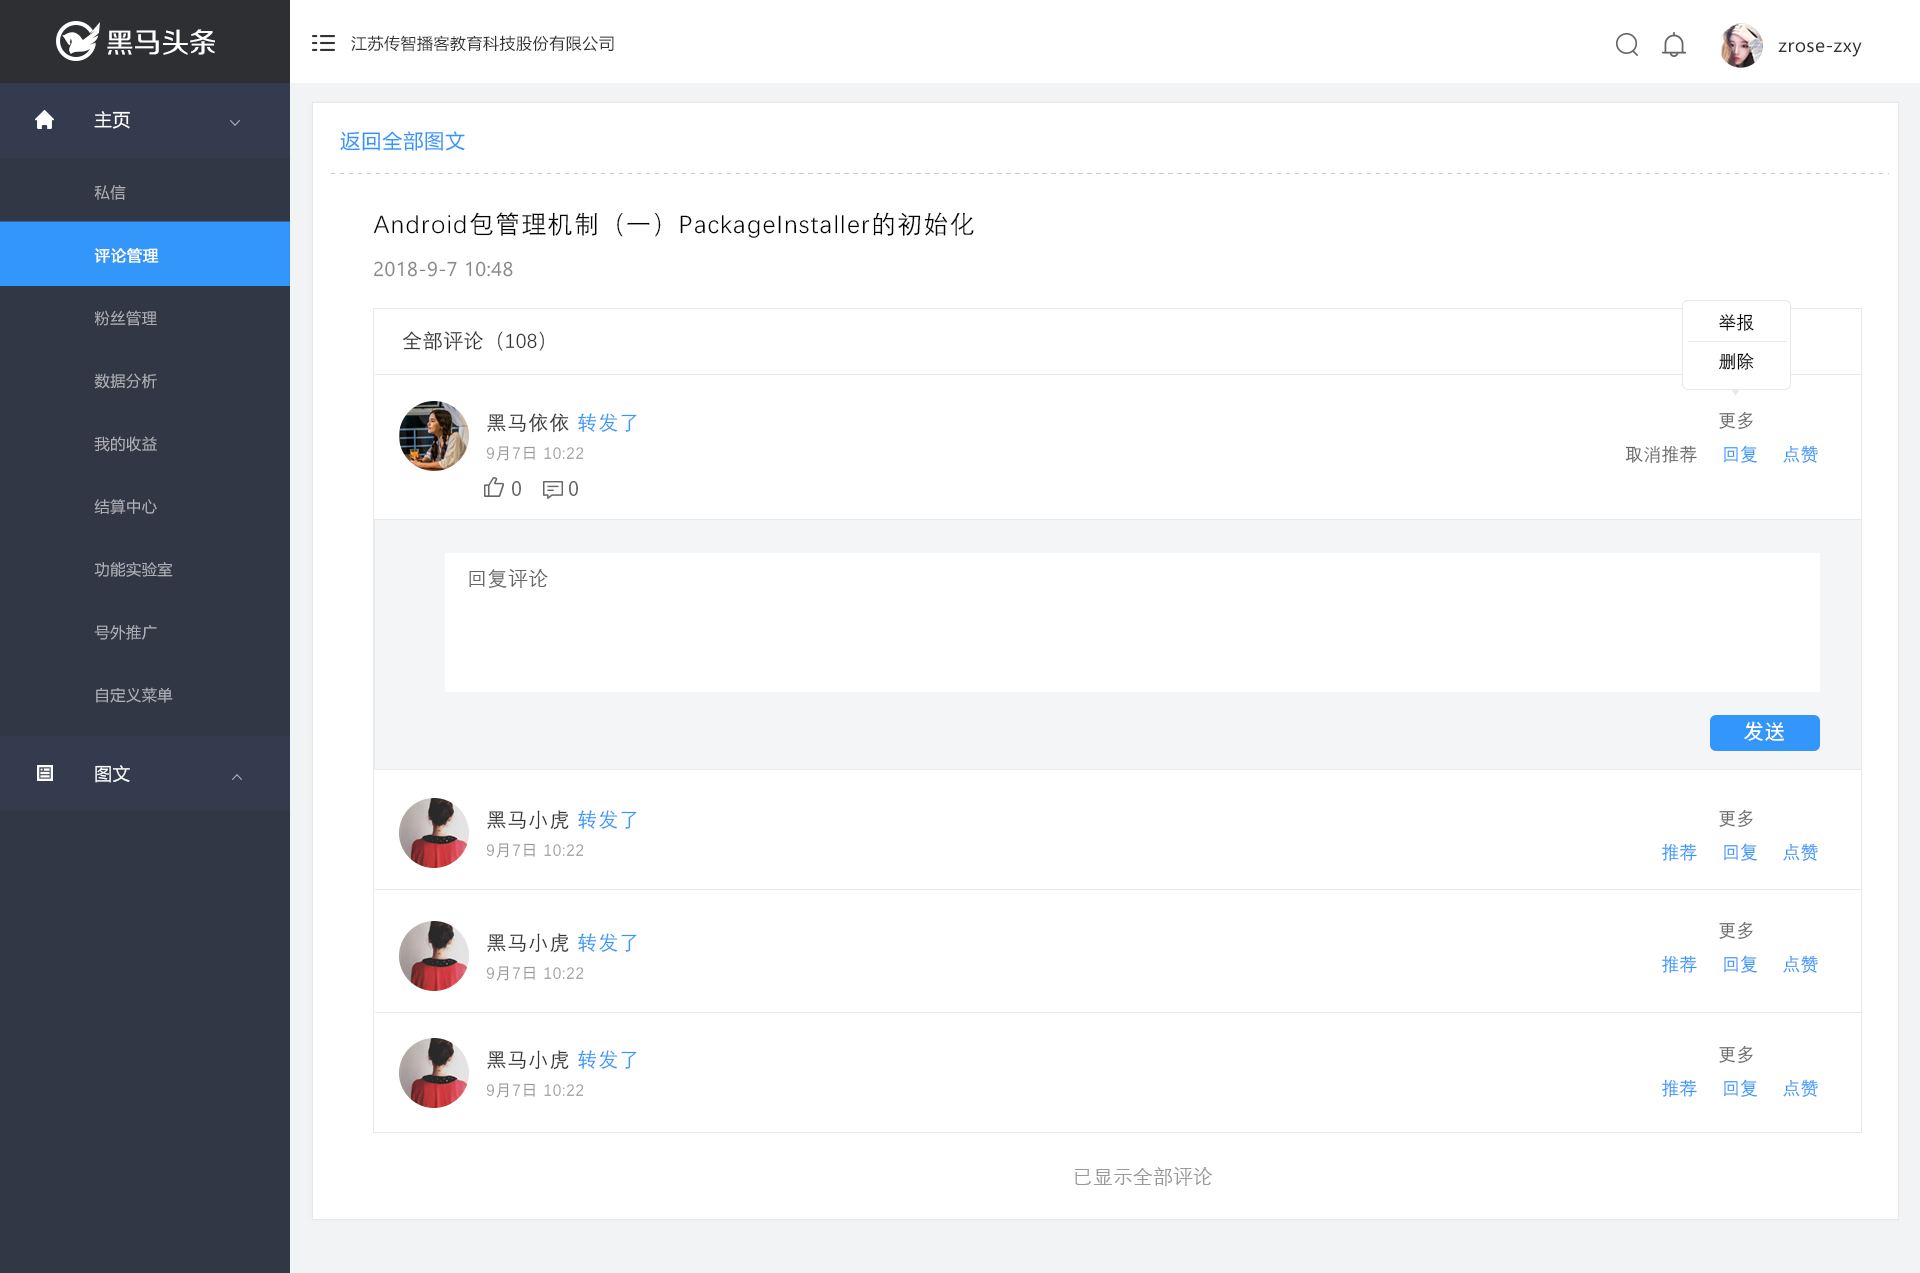 黑马头条
江苏传智播客教育科技股份有限公司
zrose-zxy
主页
私信
评论管理
粉丝管理
数据分析
我的收益
结算中心
功能实验室
号外推广
自定义菜单
图文
返回全部图文
Android包管理机制（一）PackageInstaller的初始化
2018-9-7 10:48
全部评论（108）
举报
删除
黑马依依 转发了
更多
9月7日 10:22
取消推荐 回复 点赞
0 0
回复评论
发送
黑马小虎 转发了
更多
9月7日 10:22
推荐 回复 点赞
黑马小虎 转发了
更多
9月7日 10:22
推荐 回复 点赞
黑马小虎 转发了
更多
9月7日 10:22
推荐 回复 点赞
已显示全部评论